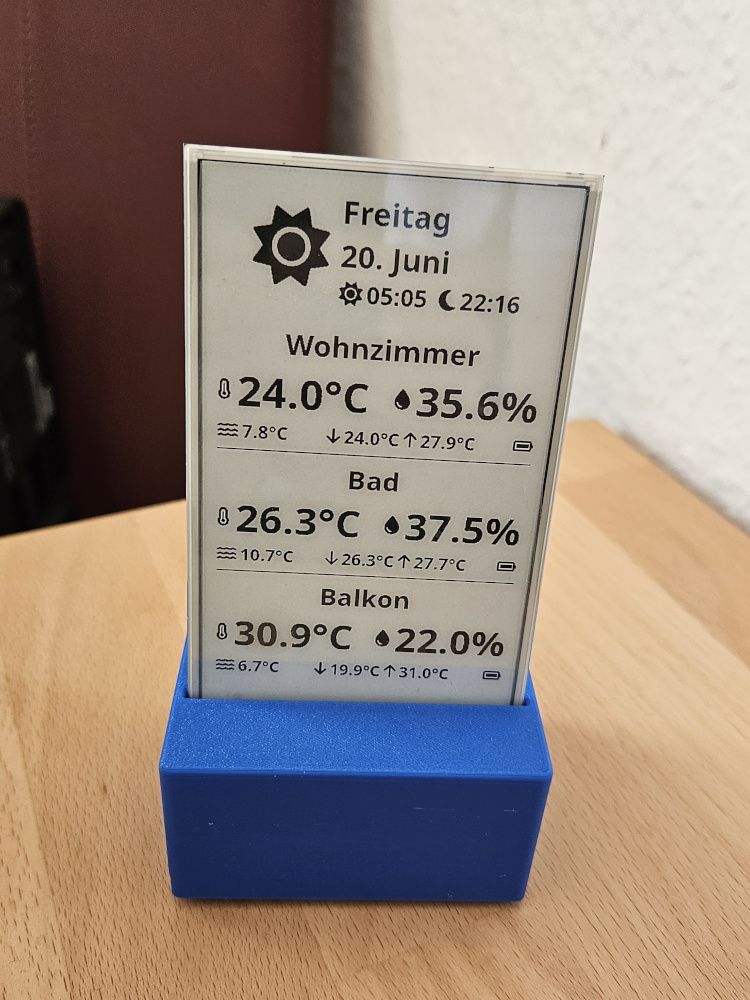 Freitag
20. Juni
05:05 22:16
Wohnzimmer
24.0°C 35.6%
7.8°C ↓24.0°C ↑27.9°C
Bad
26.3°C 37.5%
10.7°C ↓26.3°C ↑27.7°C
Balkon
30.9°C 22.0%
6.7°C ↓19.9°C ↑31.0°C